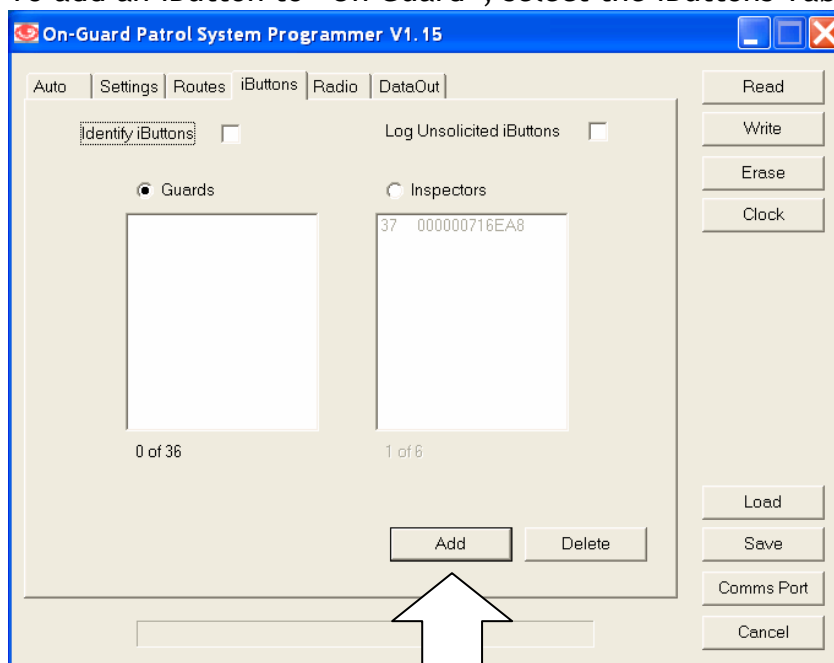 To add an iButton to "On-Guard", select the iButtons Tab
On-Guard Patrol System Programmer V1.15
Auto Settings Routes iButtons Radio DataOut
Read
Identify iButtons Log Unsolicited iButtons
Write
Erase
Guards Inspectors
Clock
37 000000716EA8
0 of 36 1 of 6
Load
Add Delete
Save
Comms Port
Cancel